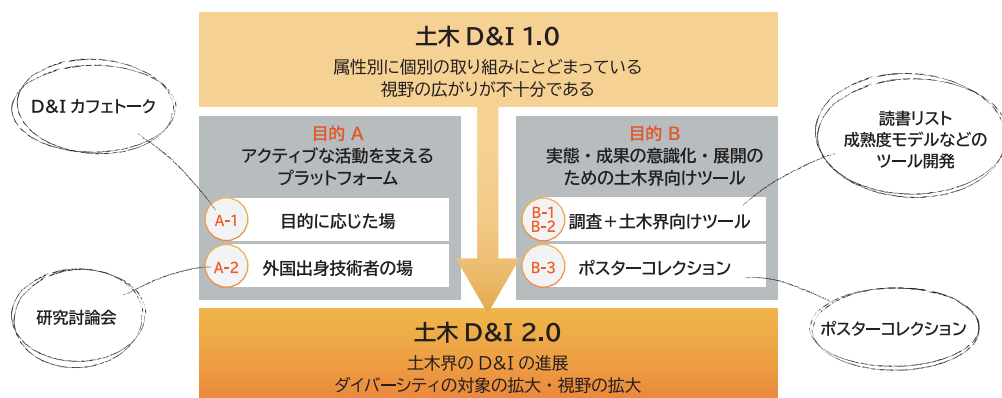 土木 D&I 1.0
属性別に個別の取り組みにとどまっている
視野の広がりが不十分である
D&I カフェトーク
研究討論会
目的 A
アクティブな活動を支える
プラットフォーム
A-1
目的に応じた場
A-2
外国出身技術者の場
目的 B
実態・成果の意識化・展開の
ための土木界向けツール
B-1
B-2
調査＋土木界向けツール
B-3
ポスターコレクション
読書リスト
成熟度モデルなどの
ツール開発
ポスターコレクション
土木 D&I 2.0
土木界の D&I の進展
ダイバーシティの対象の拡大・視野の拡大